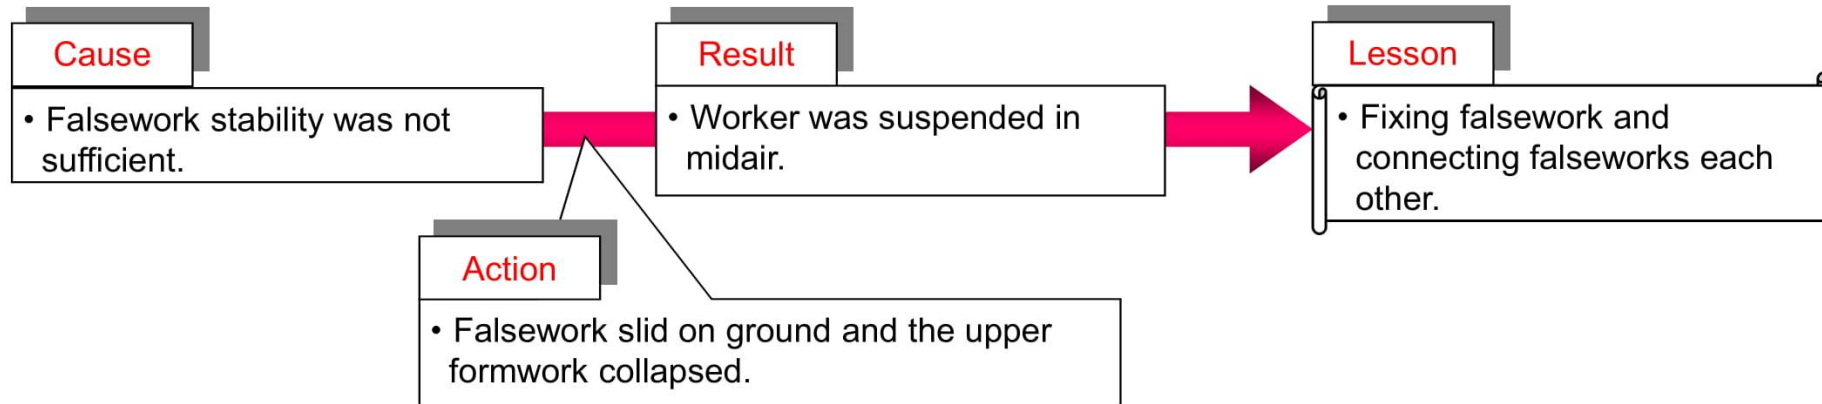 Cause
• Falsework stability was not
sufficient.
Result
• Worker was suspended in
midair.
Lesson
• Fixing falsework and
connecting falseworks each
other.
Action
• Falsework slid on ground and the upper
formwork collapsed.